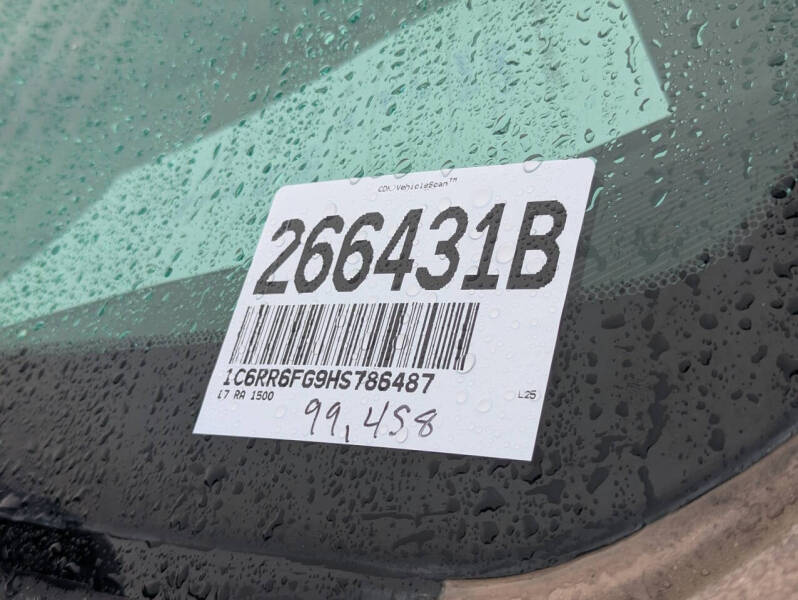 CDK VehicleScan™
266431B
1C6RR6FG9HS786487
17 RA 1500 L25
99,458